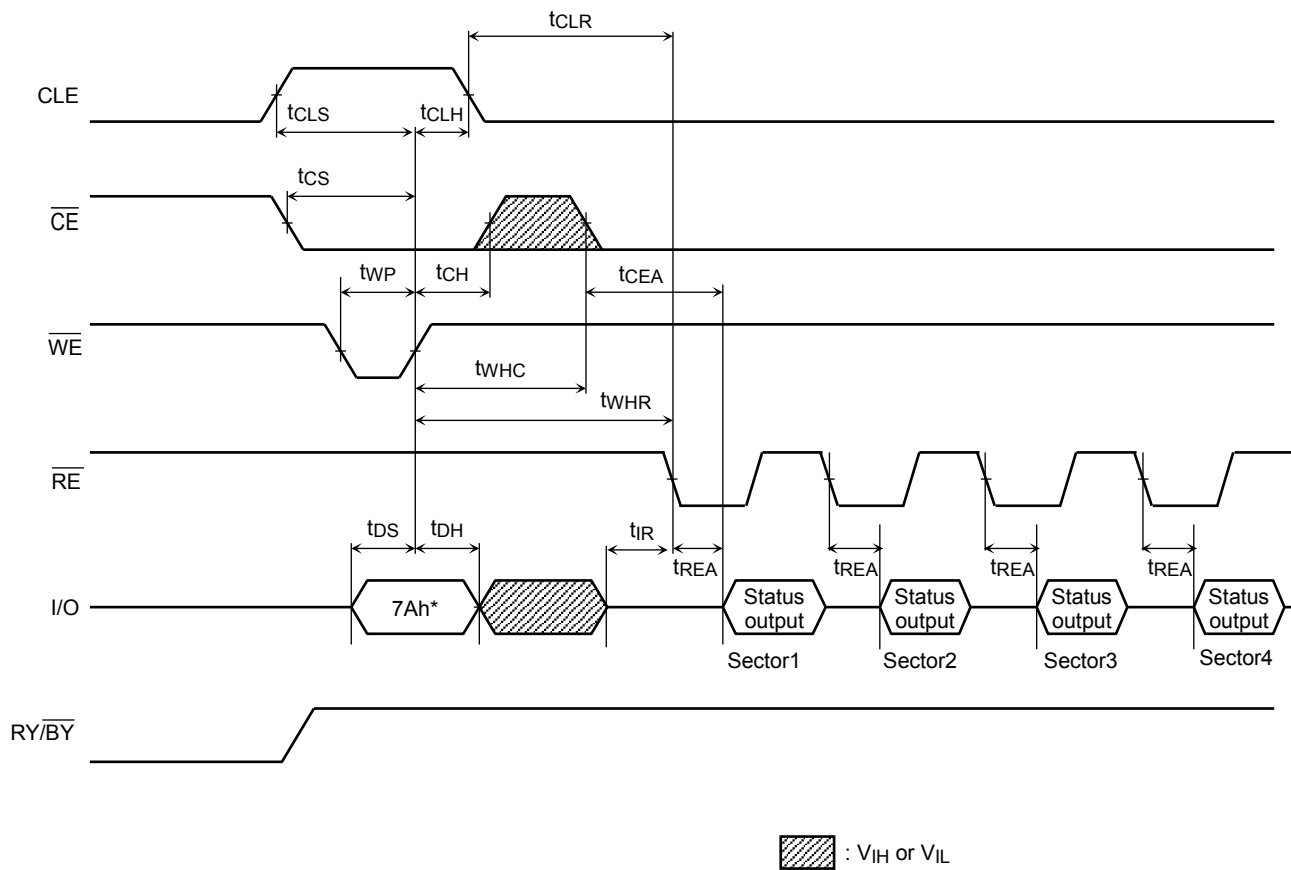 tCLR
CLE
tCLS
tCLH
tCS
CE
tWP
tCH
tCEA
WE
tWHC
tWHR
RE
tDS
tDH
tIR
tREA
tREA
tREA
tREA
I/O
7Ah*
Status output
Status output
Status output
Status output
Sector1
Sector2
Sector3
Sector4
RY/BY
: VIH or VIL